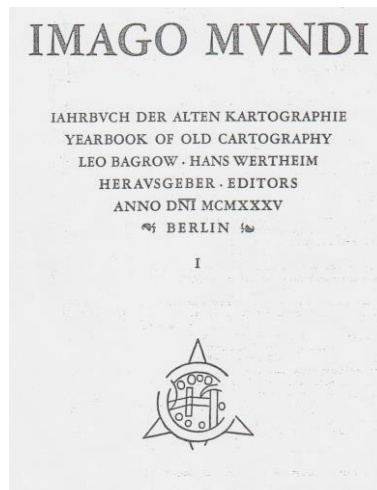 IMAGO MVNDI
IAHRBVCH DER ALTEN KARTOGRAPHIE
YEARBOOK OF OLD CARTOGRAPHY
LEO BAGROW · HANS WERTHEIM
HERAVSGEBER · EDITORS
ANNO DN̅I̅ MCMXXXV
BERLIN
I